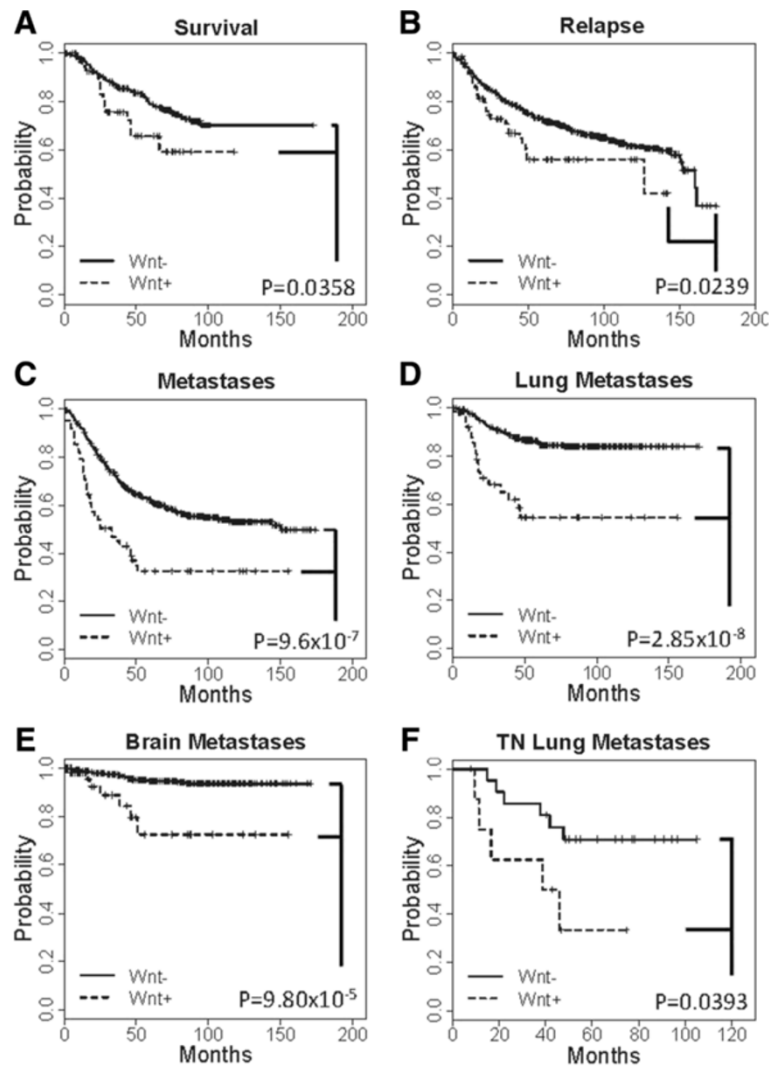 A Survival
Probability
0.0 0.2 0.4 0.6 0.8 1.0
Wnt-
Wnt+
P=0.0358
0 50 100 150 200
Months
B Relapse
Probability
0.0 0.2 0.4 0.6 0.8 1.0
Wnt-
Wnt+
P=0.0239
0 50 100 150 200
Months
C Metastases
Probability
0.0 0.2 0.4 0.6 0.8 1.0
Wnt-
Wnt+
P=9.6x10⁻⁷
0 50 100 150 200
Months
D Lung Metastases
Probability
0.0 0.2 0.4 0.6 0.8 1.0
Wnt-
Wnt+
P=2.85x10⁻⁸
0 50 100 150 200
Months
E Brain Metastases
Probability
0.0 0.2 0.4 0.6 0.8 1.0
Wnt-
Wnt+
P=9.80x10⁻⁵
0 50 100 150 200
Months
F TN Lung Metastases
Probability
0.0 0.2 0.4 0.6 0.8 1.0
Wnt-
Wnt+
P=0.0393
0 20 40 60 80 100 120
Months